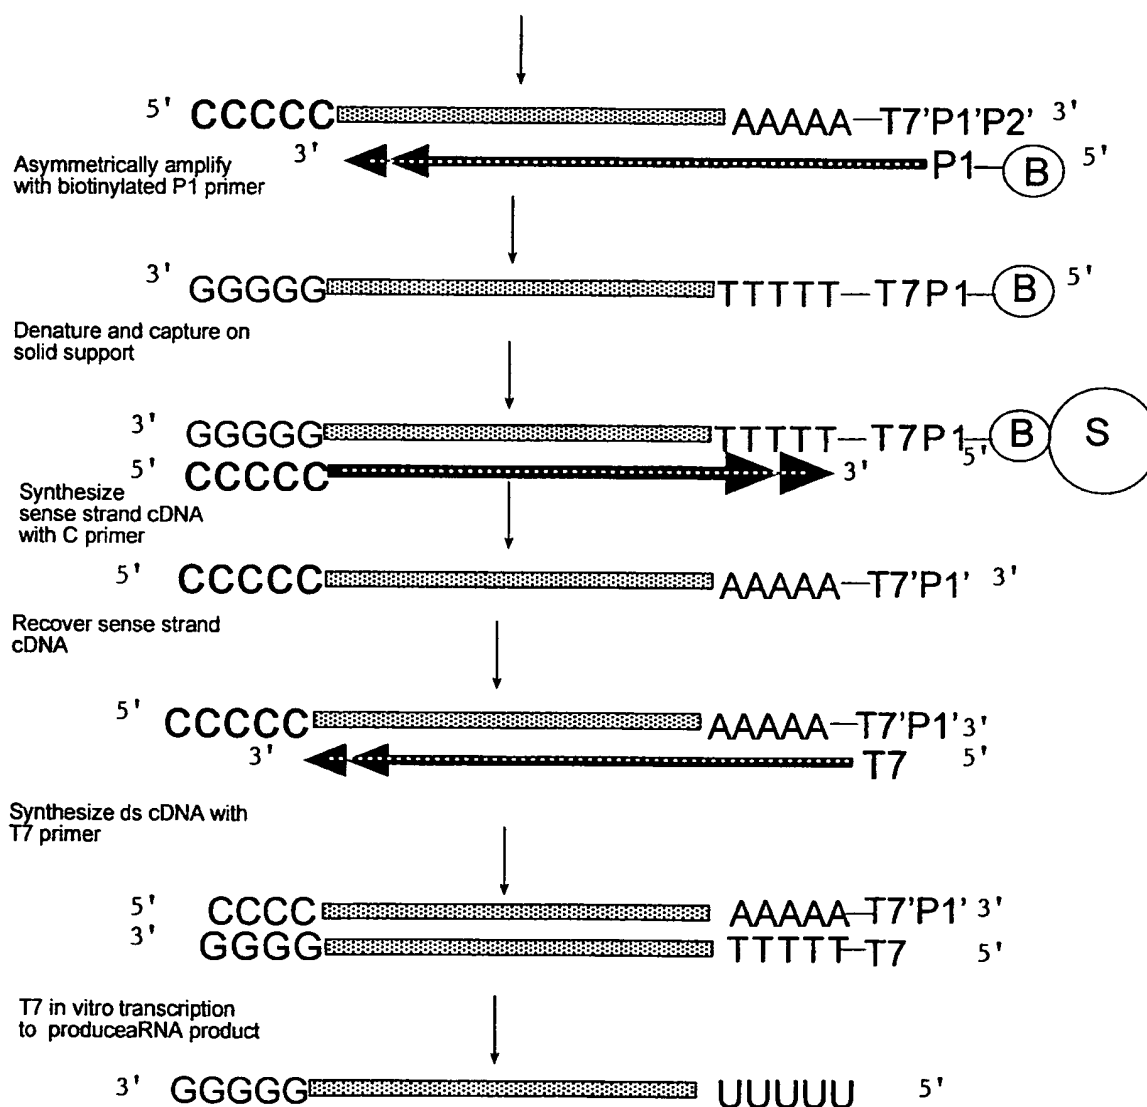 5' CCCCC AAAAA—T7'P1'P2' 3'
3' P1—B 5'
Asymmetrically amplify
with biotinylated P1 primer
3' GGGGG TTTTT—T7P1—B 5'
Denature and capture on
solid support
3' GGGGG TTTTT—T7P1—B S
5' CCCCC 3' 5'
Synthesize
sense strand cDNA
with C primer
5' CCCCC AAAAA—T7'P1' 3'
Recover sense strand
cDNA
5' CCCCC AAAAA—T7'P1' 3'
3' T7 5'
Synthesize ds cDNA with
T7 primer
5' CCCC AAAAA—T7'P1' 3'
3' GGGG TTTTT—T7 5'
T7 in vitro transcription
to produceaRNA product
3' GGGGG UUUUU 5'